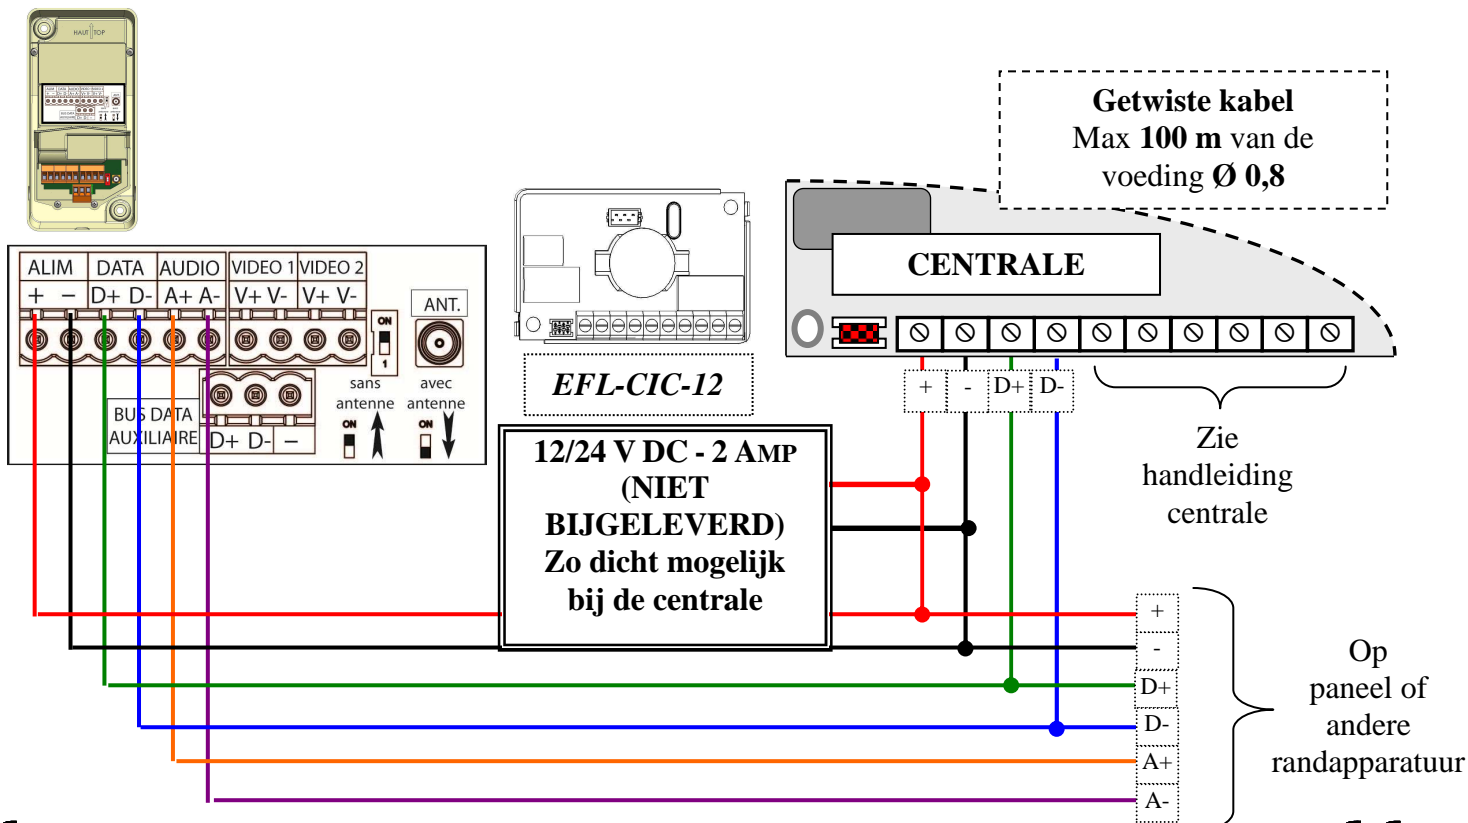 HAUT TOP
Getwiste kabel
Max 100 m van de
voeding Ø 0,8
ALIM DATA AUDIO VIDEO 1 VIDEO 2
+ - D+ D- A+ A- V+ V- V+ V-
ANT.
ON
1
sans antenne
avec antenne
ON
ON
BUS DATA
AUXILIAIRE
D+ D- -
EFL-CIC-12
CENTRALE
+ - D+ D-
Zie
handleiding
centrale
12/24 V DC - 2 AMP
(NIET
BIJGELEVERD)
Zo dicht mogelijk
bij de centrale
+
-
D+
D-
A+
A-
Op
paneel of
andere
randapparatuur